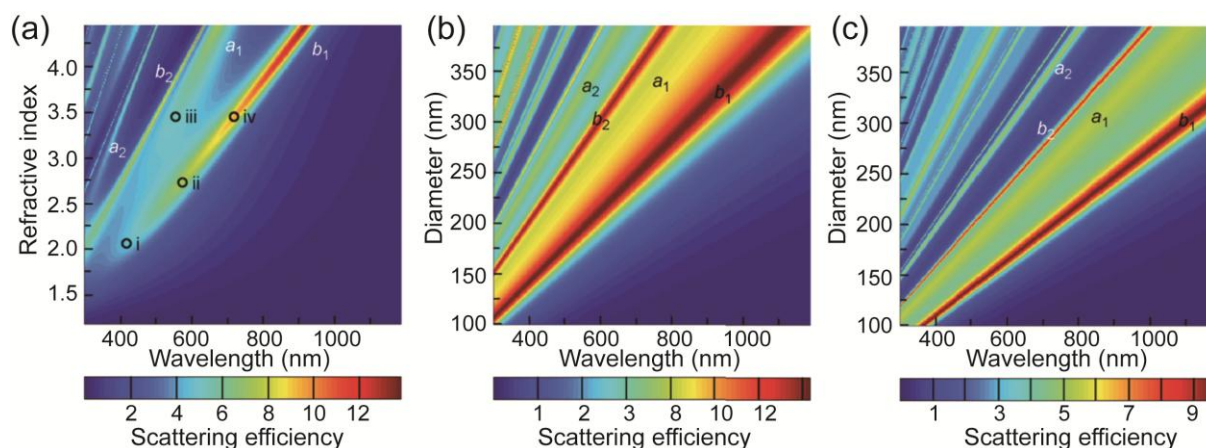 (a)
a1
b1
b2
4.0
3.5
iii
iv
a2
3.0
ii
2.5
2.0
i
1.5
Refractive index
400
600
800
1000
Wavelength (nm)
2
4
6
8
10
12
Scattering efficiency
(b)
350
a2
a1
b1
300
b2
250
200
150
100
Diameter (nm)
400
600
800
1000
Wavelength (nm)
1
2
3
8
10
12
Scattering efficiency
(c)
350
a2
a1
b1
b2
300
250
200
150
100
Diameter (nm)
400
600
800
1000
Wavelength (nm)
1
3
5
7
9
Scattering efficiency